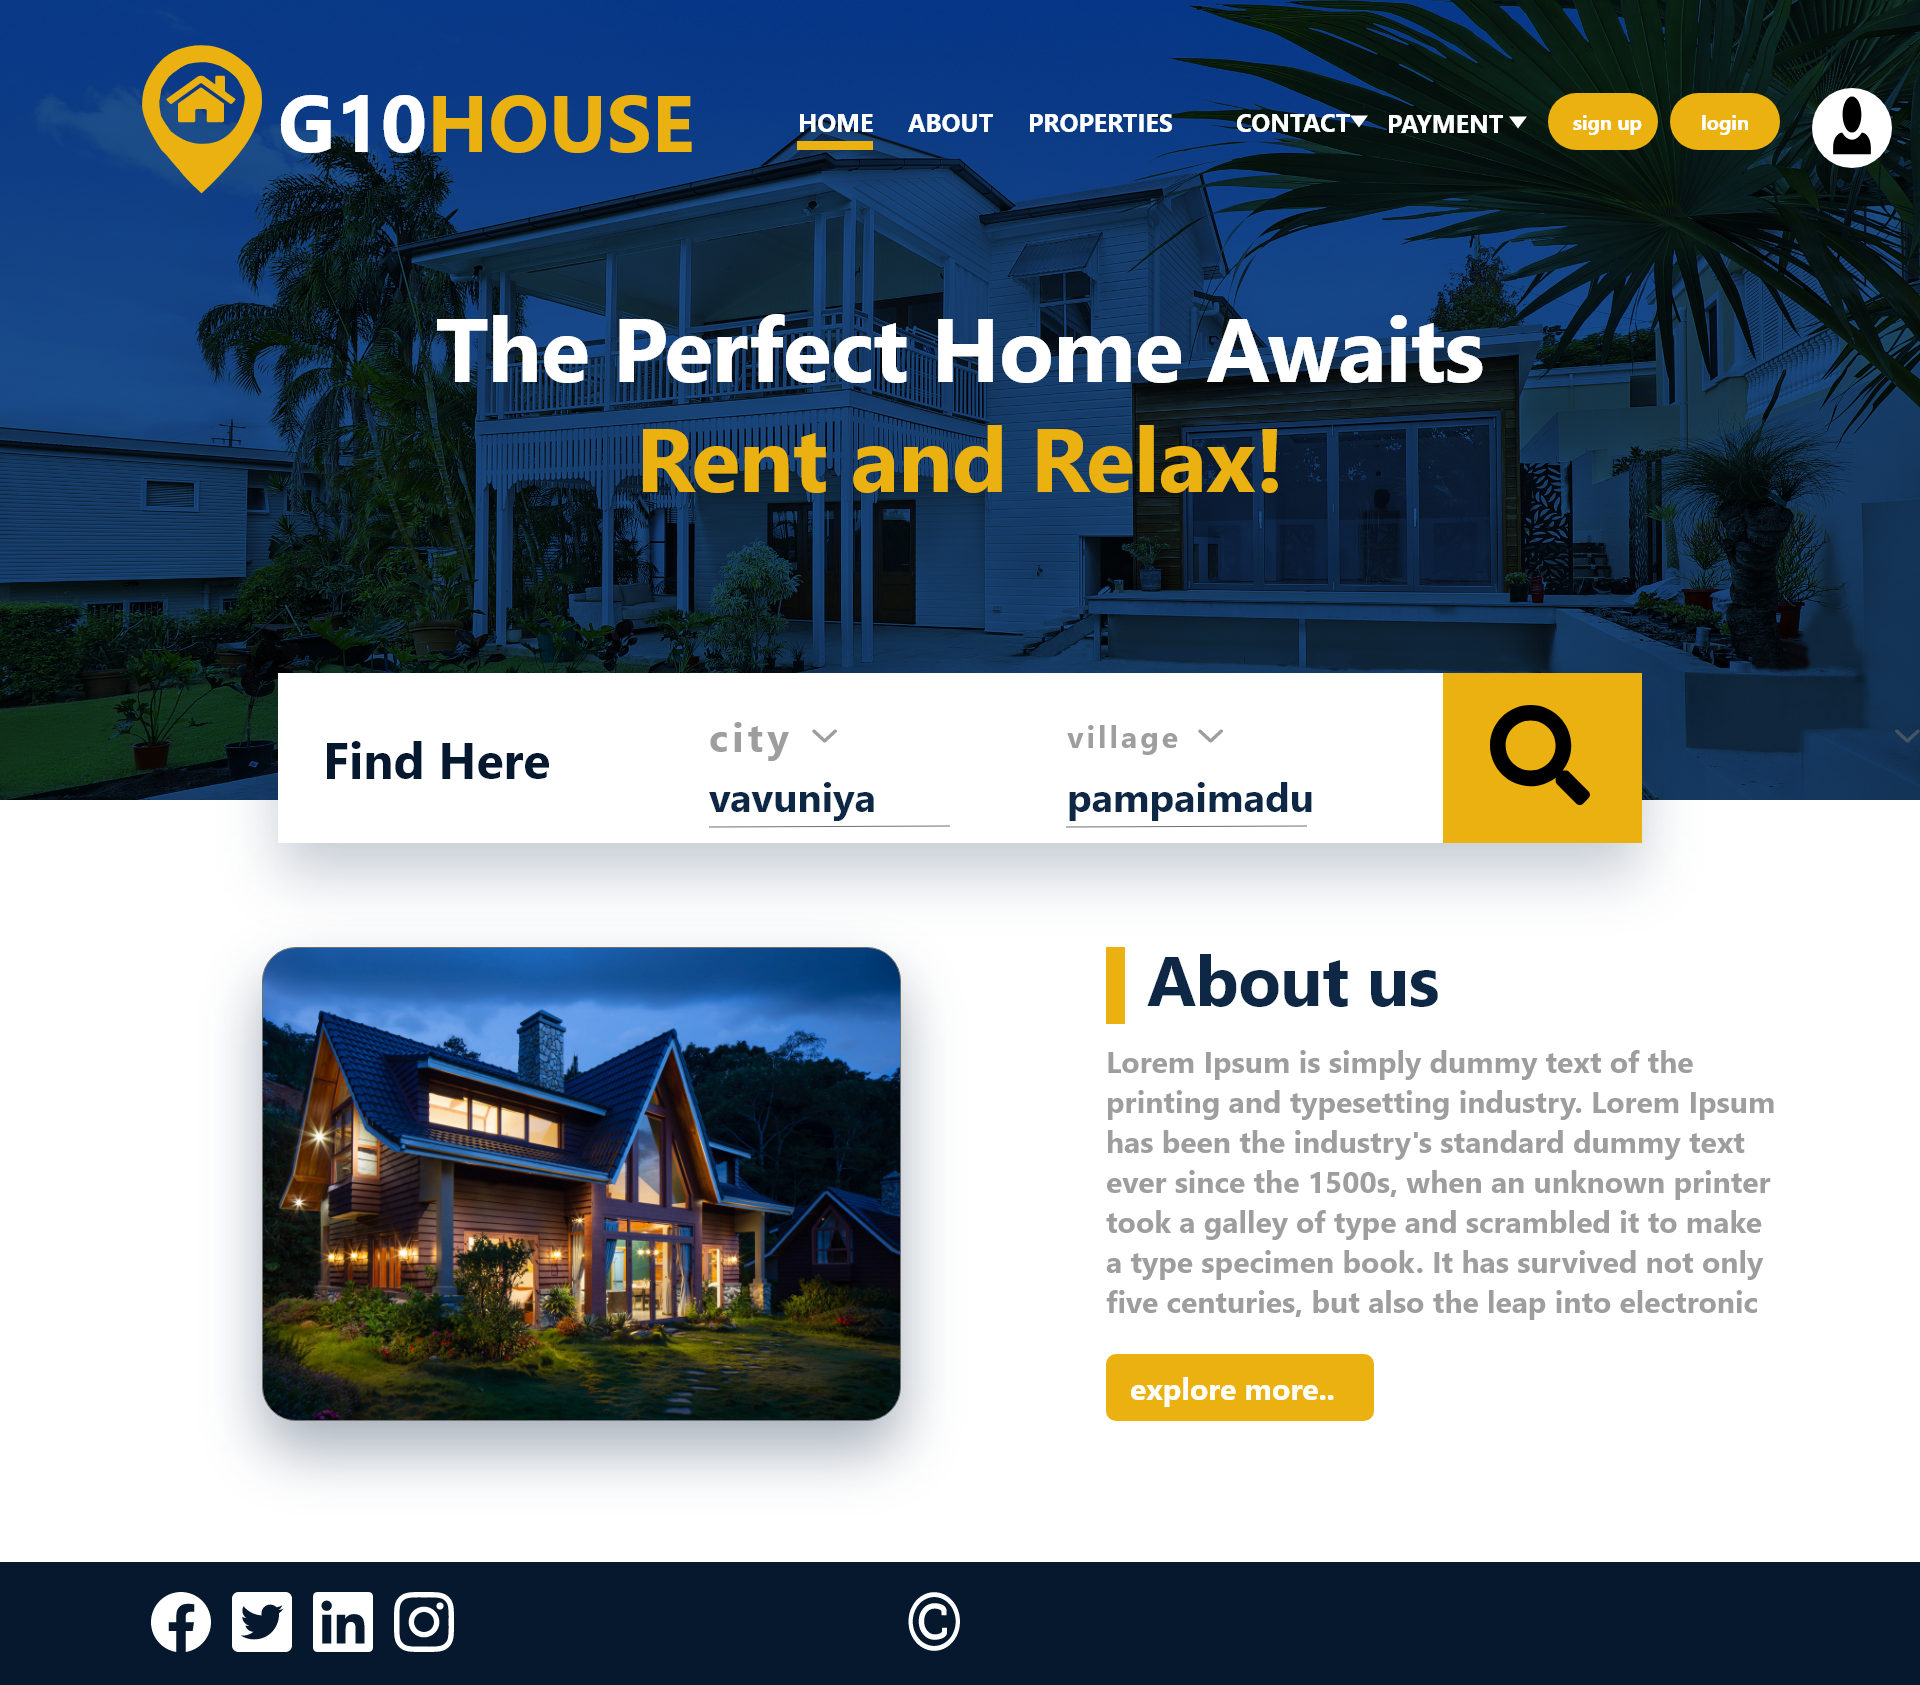 G10HOUSE
HOME ABOUT PROPERTIES CONTACT PAYMENT sign up login
The Perfect Home Awaits
Rent and Relax!
Find Here
city
vavuniya
village
pampaimadu
About us
Lorem Ipsum is simply dummy text of the
printing and typesetting industry. Lorem Ipsum
has been the industry's standard dummy text
ever since the 1500s, when an unknown printer
took a galley of type and scrambled it to make
a type specimen book. It has survived not only
five centuries, but also the leap into electronic
explore more..
©